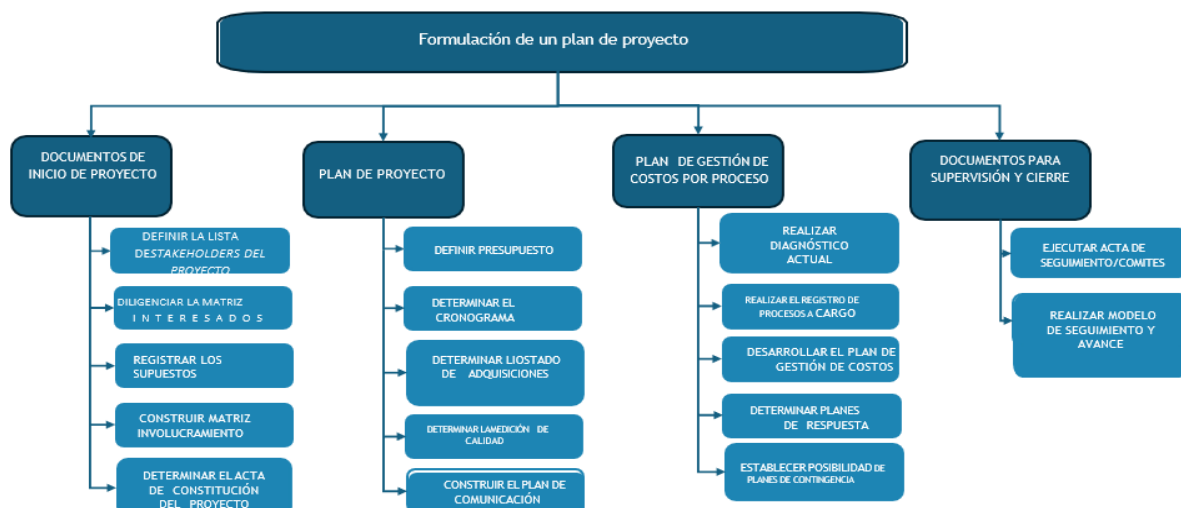 Formulación de un plan de proyecto
DOCUMENTOS DE
INICIO DE PROYECTO
DEFINIR LA LISTA
DESTAKEHOLDERS DEL
PROYECTO
DILIGENCIAR LA MATRIZ
INTERESADOS
REGISTRAR LOS
SUPUESTOS
CONSTRUIR MATRIZ
INVOLUCRAMIENTO
DETERMINAR EL ACTA
DE CONSTITUCIÓN
DEL PROYECTO
PLAN DE PROYECTO
DEFINIR PRESUPUESTO
DETERMINAR EL
CRONOGRAMA
DETERMINAR LIOSTADO
DE ADQUISICIONES
DETERMINAR LAMEDICIÓN DE
CALIDAD
CONSTRUIR EL PLAN DE
COMUNICACIÓN
PLAN DE GESTIÓN DE
COSTOS POR PROCESO
REALIZAR
DIAGNÓSTICO
ACTUAL
REALIZAR EL REGISTRO DE
PROCESOS A CARGO
DESARROLLAR EL PLAN DE
GESTIÓN DE COSTOS
DETERMINAR PLANES
DE RESPUESTA
ESTABLECER POSIBILIDAD DE
PLANES DE CONTINGENCIA
DOCUMENTOS PARA
SUPERVISIÓN Y CIERRE
EJECUTAR ACTA DE
SEGUIMIENTO/COMITES
REALIZAR MODELO
DE SEGUIMIENTO Y
AVANCE